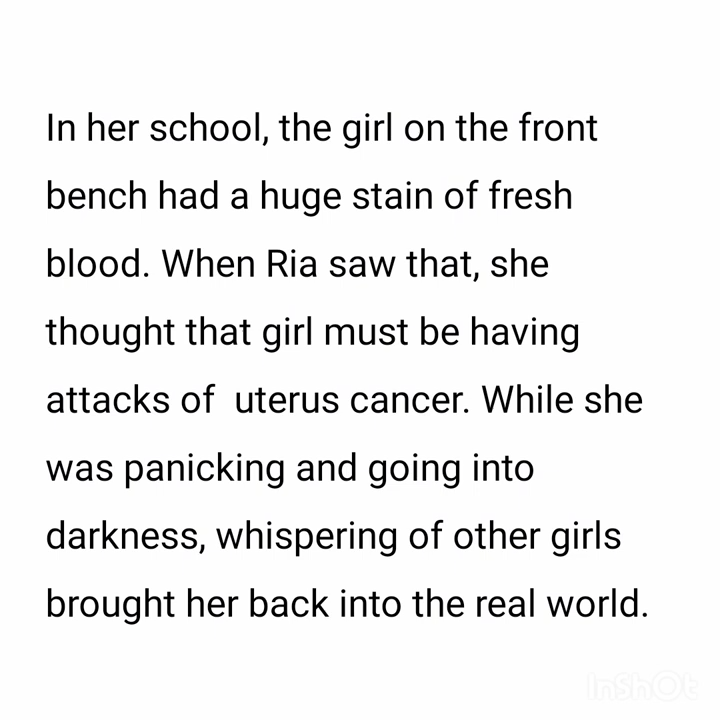 In her school, the girl on the front
bench had a huge stain of fresh
blood. When Ria saw that, she
thought that girl must be having
attacks of  uterus cancer. While she
was panicking and going into
darkness, whispering of other girls
brought her back into the real world.
InShOt